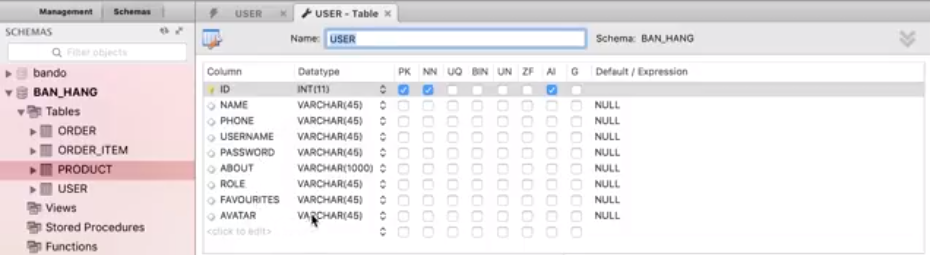 Management Schemas
SCHEMAS
Filter objects
bando
BAN_HANG
Tables
ORDER
ORDER_ITEM
PRODUCT
USER
Views
Stored Procedures
Functions
USER USER - Table
Name: USER Schema: BAN_HANG
Column Datatype PK NN UQ BIN UN ZF AI G Default / Expression
ID INT(11)
NAME VARCHAR(45) NULL
PHONE VARCHAR(45) NULL
USERNAME VARCHAR(45) NULL
PASSWORD VARCHAR(45) NULL
ABOUT VARCHAR(1000) NULL
ROLE VARCHAR(45) NULL
FAVOURITES VARCHAR(45) NULL
AVATAR VARCHAR(45) NULL
<click to edit>